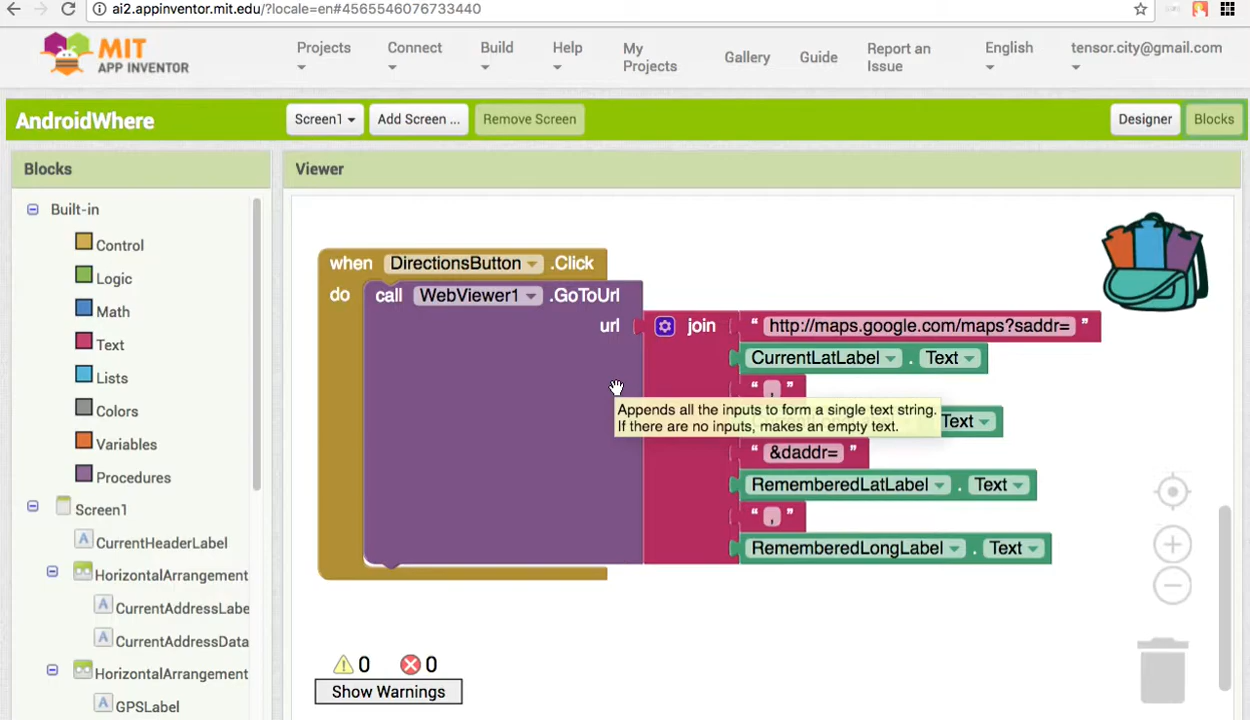 ai2.appinventor.mit.edu/?locale=en#4565546076733440
MIT
APP INVENTOR
Projects
Connect
Build
Help
My
Projects
Gallery
Guide
Report an
Issue
English
tensor.city@gmail.com
AndroidWhere
Screen1
Add Screen ...
Remove Screen
Designer
Blocks
Blocks
Viewer
Built-in
Control
Logic
Math
Text
Lists
Colors
Variables
Procedures
Screen1
CurrentHeaderLabel
HorizontalArrangement
CurrentAddressLabe
CurrentAddressData
HorizontalArrangement
GPSLabel
when DirectionsButton .Click
do call WebViewer1 .GoToUrl
url join “ http://maps.google.com/maps?saddr= ”
CurrentLatLabel . Text
“ , ”
Appends all the inputs to form a single text string.
If there are no inputs, makes an empty text.
Text
“ &daddr= ”
RememberedLatLabel . Text
“ , ”
RememberedLongLabel . Text
0 0
Show Warnings